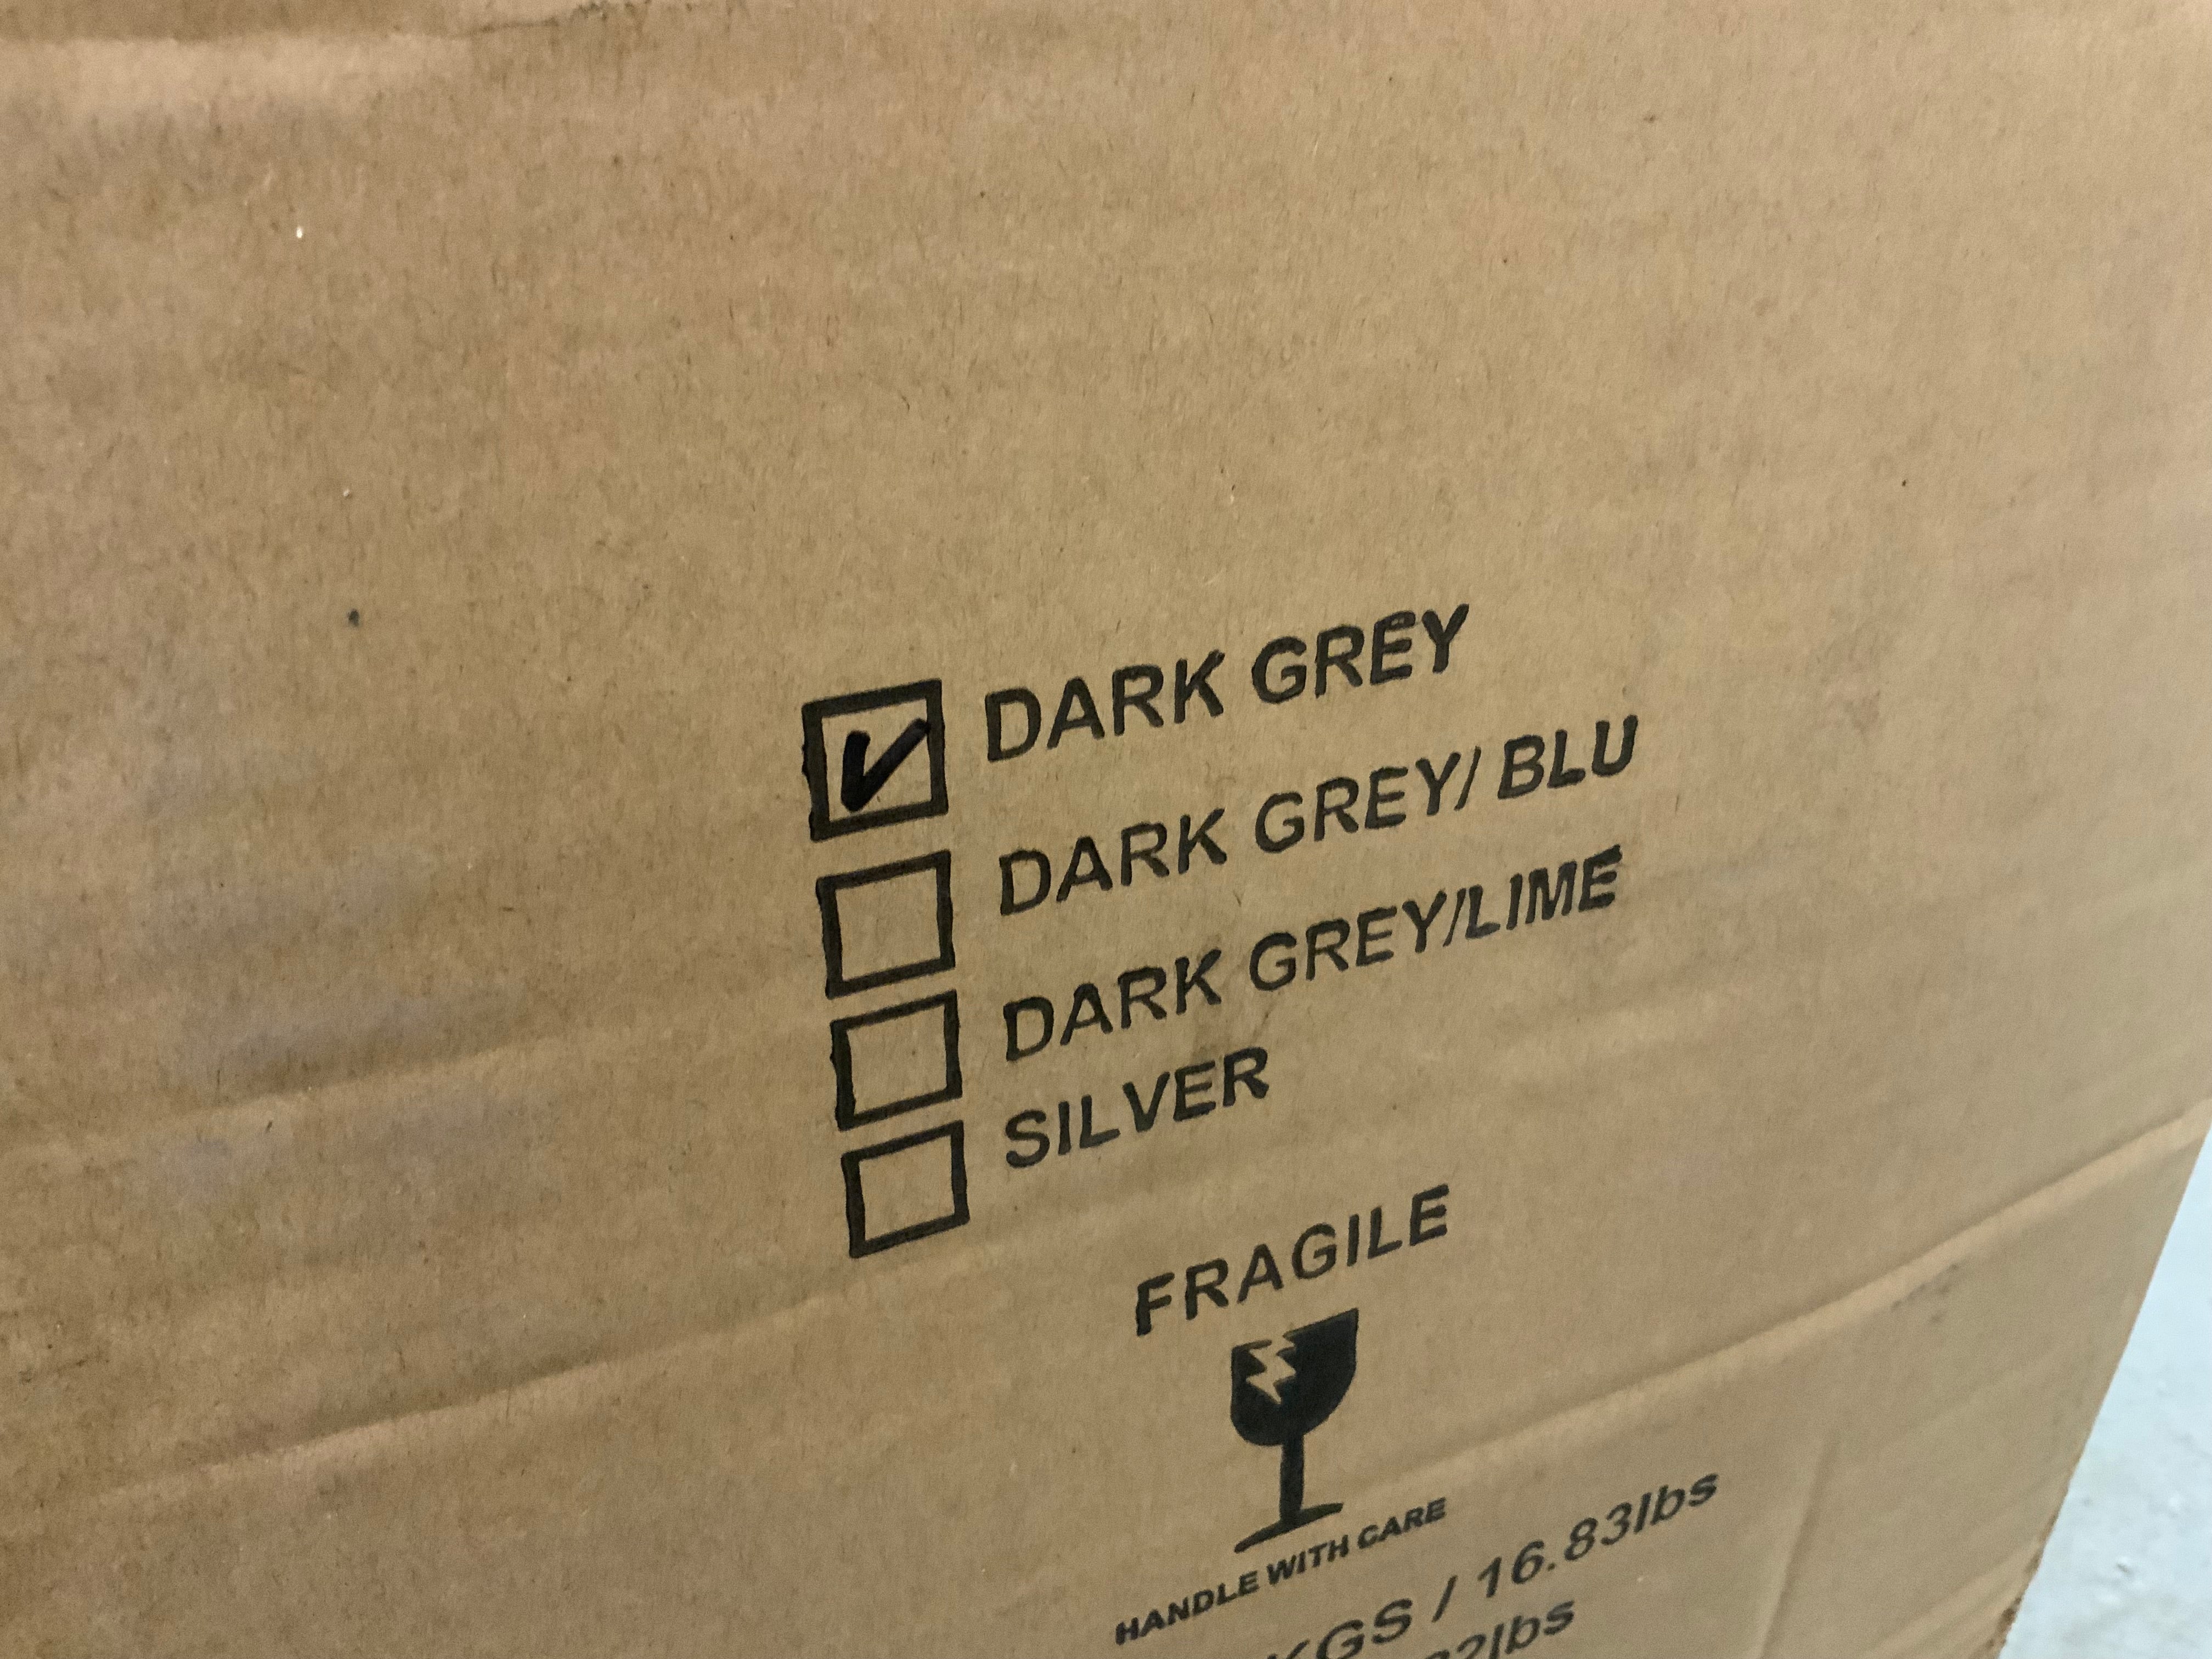 DARK GREY
DARK GREY/ BLU
DARK GREY/LIME
SILVER
FRAGILE
HANDLE WITH CARE
KGS / 16.83lbs